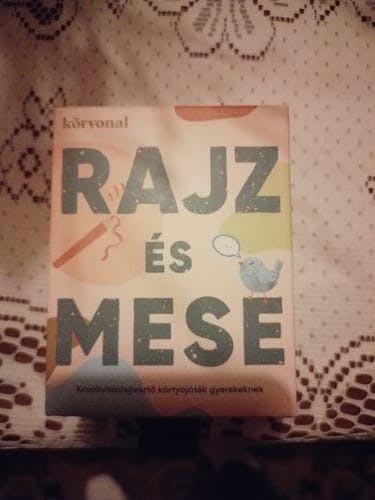 körvonal
RAJZ
ÉS
MESE
Kreativitásfejlesztő kártyajáték gyerekeknek